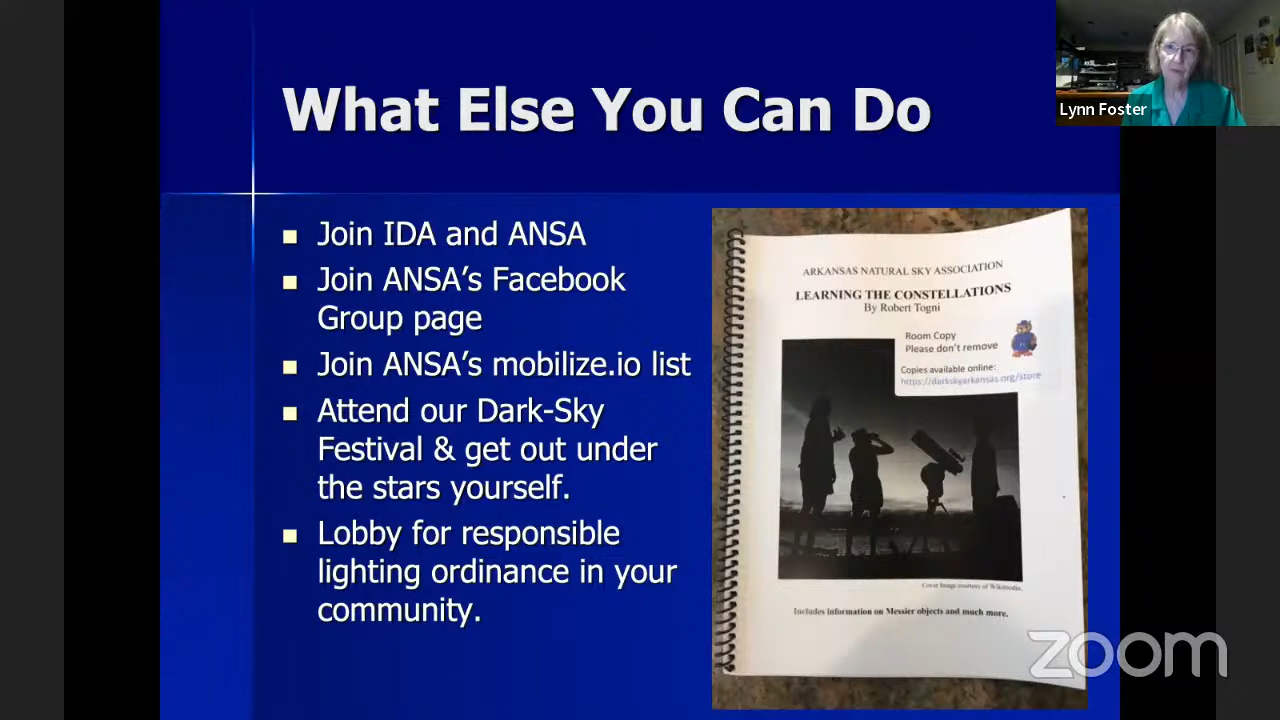 What Else You Can Do
Lynn Foster
Join IDA and ANSA
Join ANSA’s Facebook
Group page
Join ANSA’s mobilize.io list
Attend our Dark-Sky
Festival & get out under
the stars yourself.
Lobby for responsible
lighting ordinance in your
community.
ARKANSAS NATURAL SKY ASSOCIATION
LEARNING THE CONSTELLATIONS
By Robert Togni
Room Copy
Please don't remove
Copies available online:
https://darkskyarkansas.org/store
Cover Image courtesy of Wikimedia.
Includes information on Messier objects and much more.
zoom